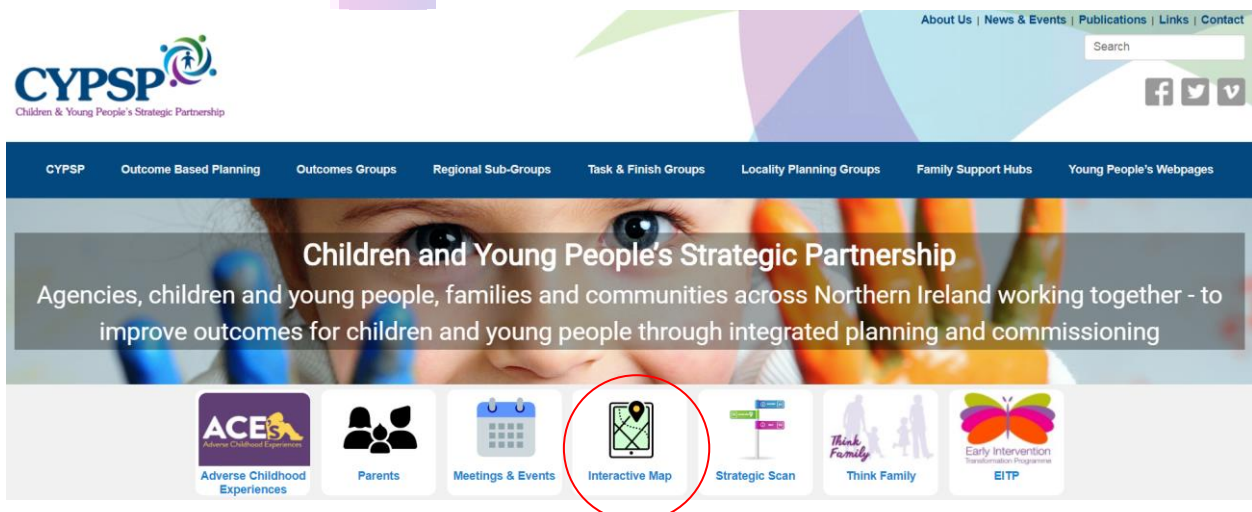 About Us | News & Events | Publications | Links | Contact
Search
CYPSP
Children & Young People's Strategic Partnership
CYPSP Outcome Based Planning Outcomes Groups Regional Sub-Groups Task & Finish Groups Locality Planning Groups Family Support Hubs Young People's Webpages
Children and Young People's Strategic Partnership
Agencies, children and young people, families and communities across Northern Ireland working together - to
improve outcomes for children and young people through integrated planning and commissioning
ACE's
Adverse Childhood Experiences
Think
Family
Early Intervention
Transformation Programme
Adverse Childhood
Experiences
Parents
Meetings & Events
Interactive Map
Strategic Scan
Think Family
EITP